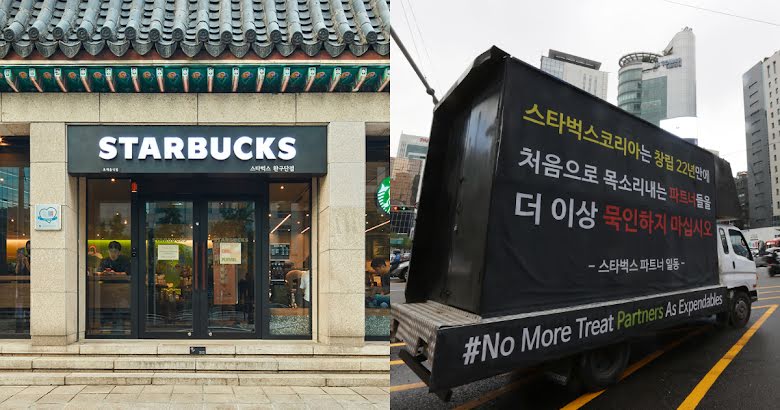 STARBUCKS
스타벅스 환구단점
스타벅스코리아는 창립 22년만에
처음으로 목소리내는 파트너들을
더 이상 묵인하지 마십시오
- 스타벅스 파트너 일동 -
#No More Treat Partners As Expendables